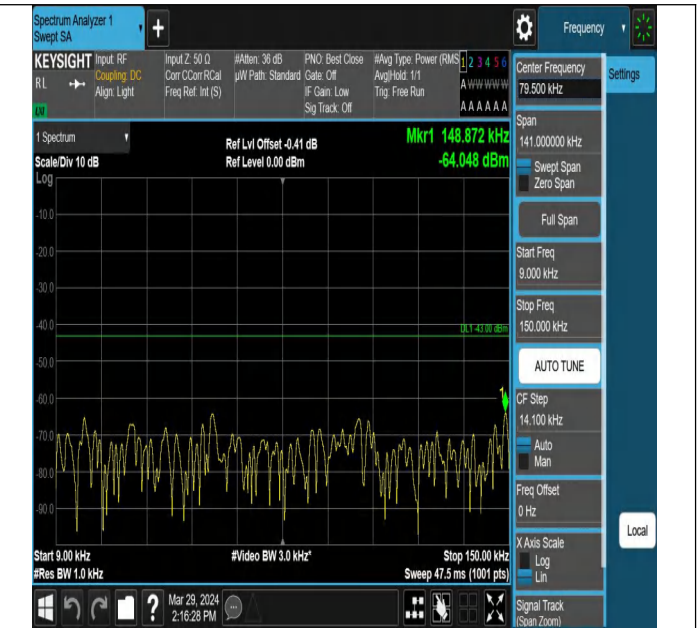 Spectrum Analyzer 1
Swept SA
+
Frequency
KEYSIGHT
RL
Input: RF
Coupling: DC
Align: Light
Input Z: 50 Ω
Corr CCorr RCal
Freq Ref: Int (S)
#Atten: 36 dB
µW Path: Standard
PNO: Best Close
Gate: Off
IF Gain: Low
Sig Track: Off
#Avg Type: Power (RMS
Avg|Hold: 1/1
Trig: Free Run
1 2 3 4 5 6
A W W W W W
A A A A A A
1 Spectrum
Scale/Div 10 dB
Log
Ref Lvl Offset -0.41 dB
Ref Level 0.00 dBm
Mkr1 148.872 kHz
-64.048 dBm
-10.0
-20.0
-30.0
-40.0
DL1 -43.00 dBm
-50.0
-60.0
1
-70.0
-80.0
-90.0
Start 9.00 kHz
#Video BW 3.0 kHz*
Stop 150.00 kHz
#Res BW 1.0 kHz
Sweep 47.5 ms (1001 pts)
?
Mar 29, 2024
2:16:28 PM
Center Frequency
79.500 kHz
Settings
Span
141.000000 kHz
Swept Span
Zero Span
Full Span
Start Freq
9.000 kHz
Stop Freq
150.000 kHz
AUTO TUNE
CF Step
14.100 kHz
Auto
Man
Freq Offset
0 Hz
X Axis Scale
Log
Lin
Local
Signal Track
(Span Zoom)